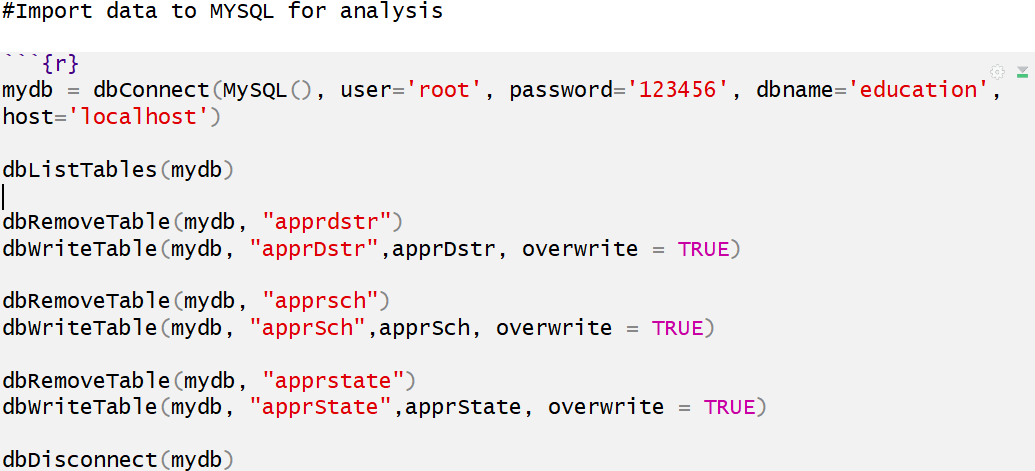 #Import data to MYSQL for analysis
```{r}
mydb = dbConnect(MySQL(), user='root', password='123456', dbname='education',
host='localhost')
dbListTables(mydb)
dbRemoveTable(mydb, "apprdstr")
dbWriteTable(mydb, "apprDstr",apprDstr, overwrite = TRUE)
dbRemoveTable(mydb, "apprsch")
dbWriteTable(mydb, "apprSch",apprSch, overwrite = TRUE)
dbRemoveTable(mydb, "apprstate")
dbWriteTable(mydb, "apprState",apprState, overwrite = TRUE)
dbDisconnect(mydb)